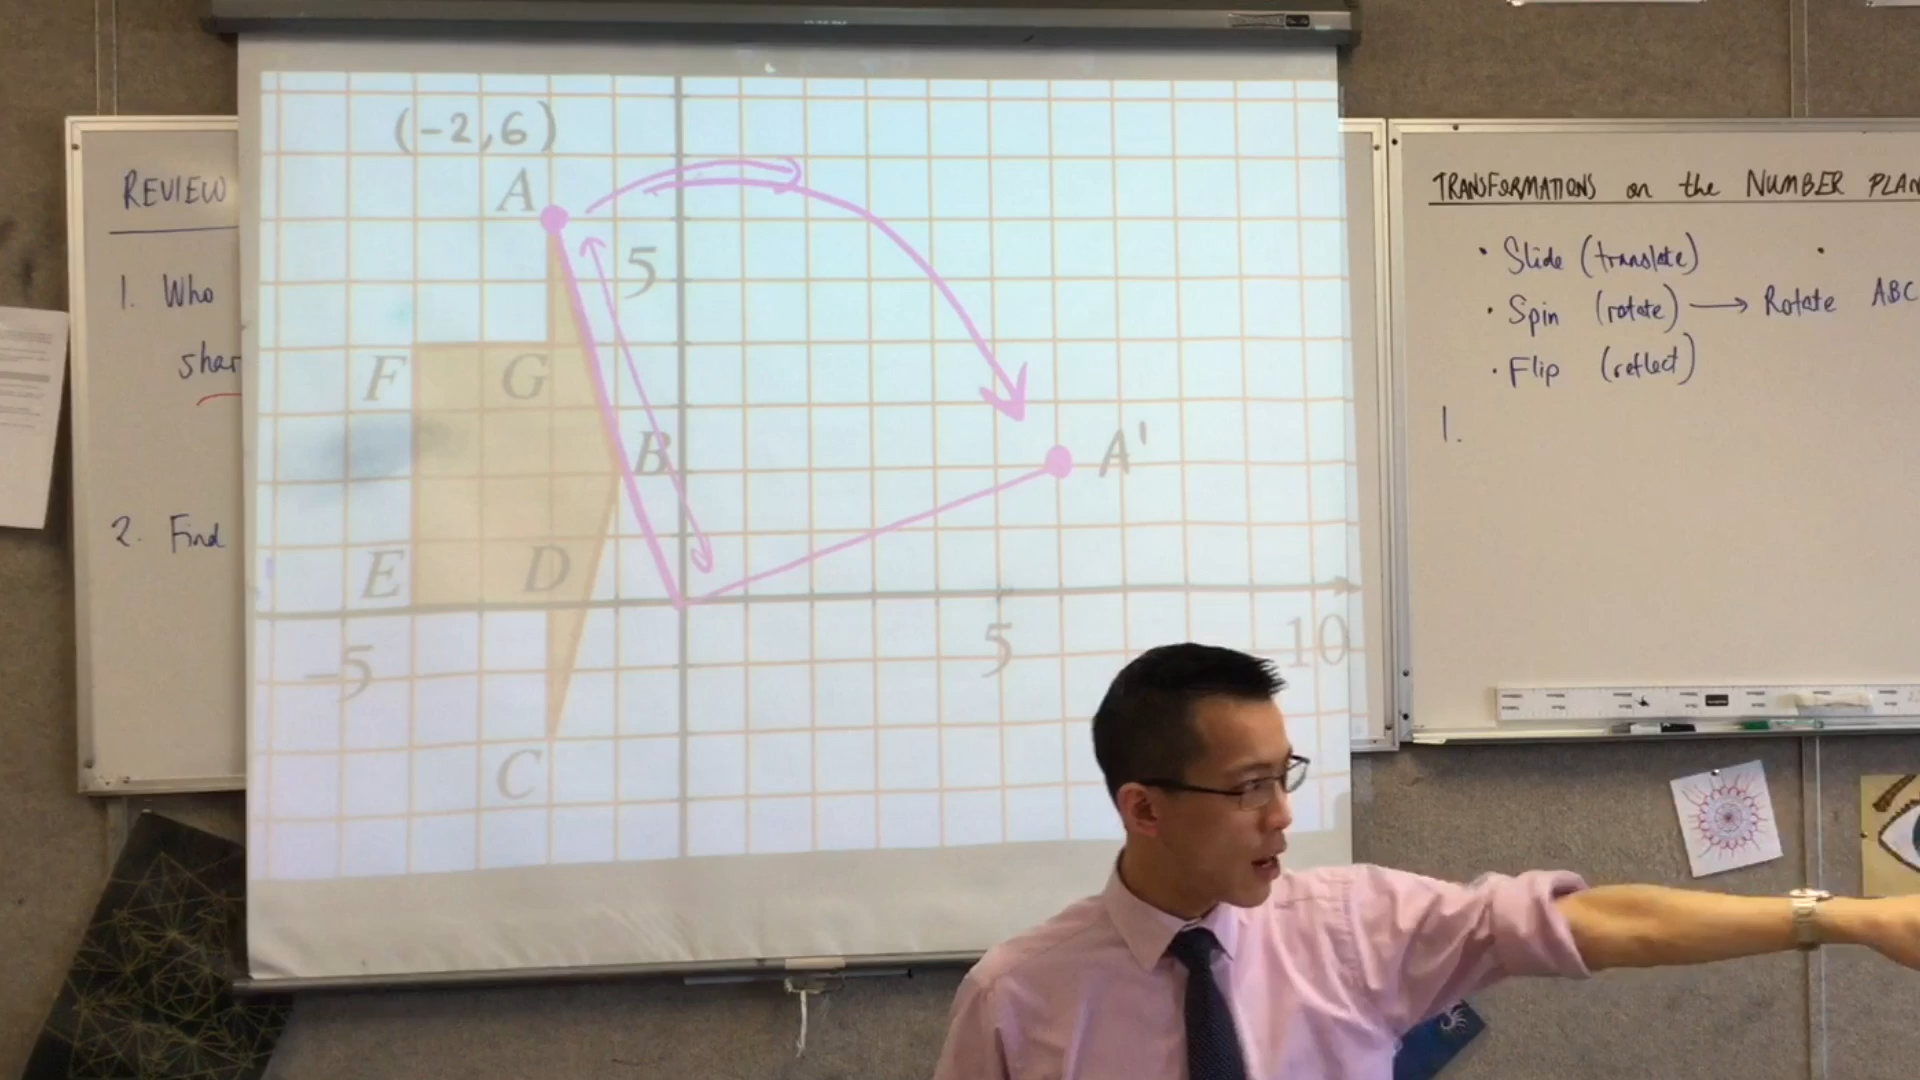 REVIEW
1. Who
shar
2. Find
(-2,6)
A
5
F
G
B
A'
E
D
-5
5
10
C
TRANSFORMATIONS on the NUMBER PLAN
• Slide (translate)
• Spin (rotate) → Rotate ABC
• Flip (reflect)
1.